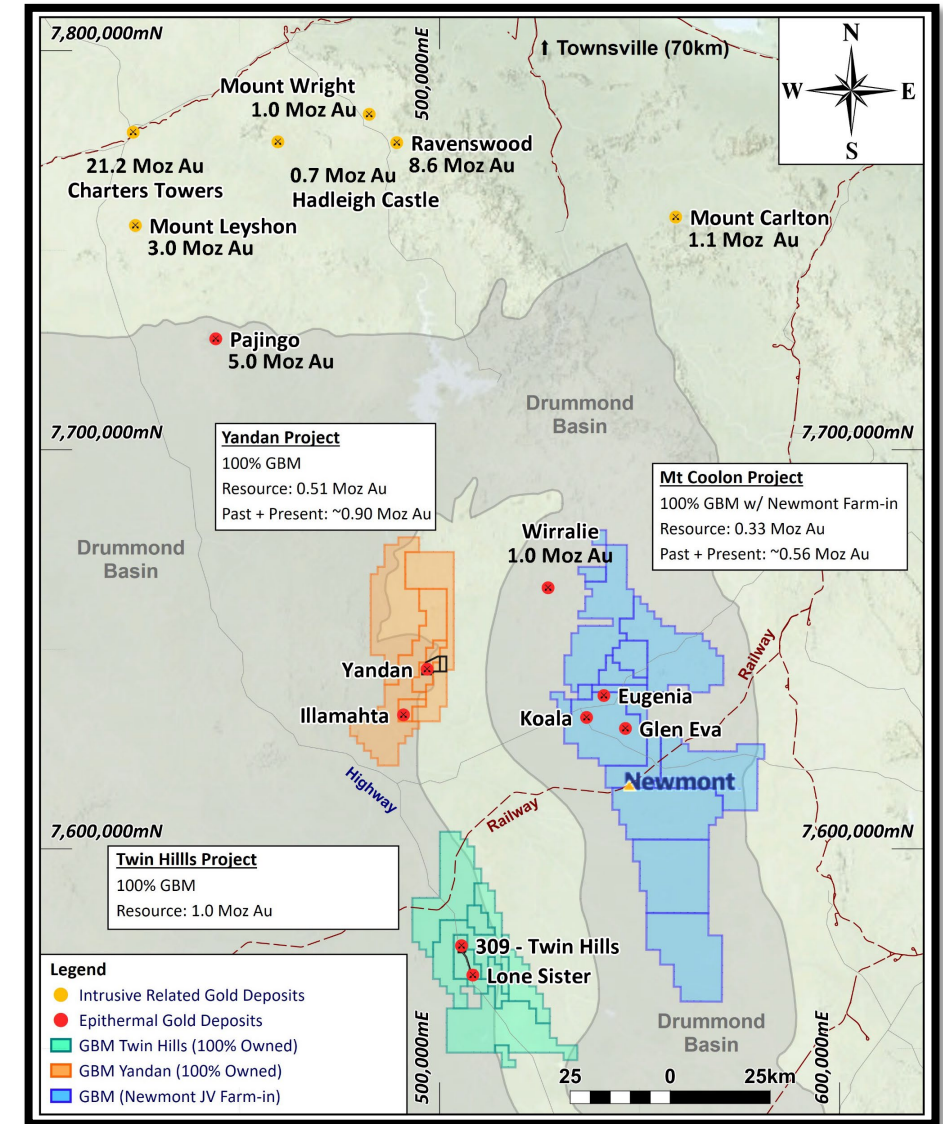 7,800,000mN
500,000mE
↑ Townsville (70km)
N
W
E
S
Mount Wright
1.0 Moz Au
Ravenswood
8.6 Moz Au
21.2 Moz Au
Charters Towers
0.7 Moz Au
Hadleigh Castle
Mount Leyshon
3.0 Moz Au
Mount Carlton
1.1 Moz Au
Pajingo
5.0 Moz Au
Drummond
Basin
7,700,000mN
7,700,000mN
Yandan Project
100% GBM
Resource: 0.51 Moz Au
Past + Present: ~0.90 Moz Au
Mt Coolon Project
100% GBM w/ Newmont Farm-in
Resource: 0.33 Moz Au
Past + Present: ~0.56 Moz Au
Wirralie
1.0 Moz Au
Drummond
Basin
Railway
Yandan
Illamahta
Eugenia
Koala
Glen Eva
Newmont
Highway
Railway
7,600,000mN
7,600,000mN
Twin Hillls Project
100% GBM
Resource: 1.0 Moz Au
309 - Twin Hills
Lone Sister
Legend
Intrusive Related Gold Deposits
Epithermal Gold Deposits
GBM Twin Hills (100% Owned)
GBM Yandan (100% Owned)
GBM (Newmont JV Farm-in)
500,000mE
Drummond
Basin
600,000mE
25
0
25km